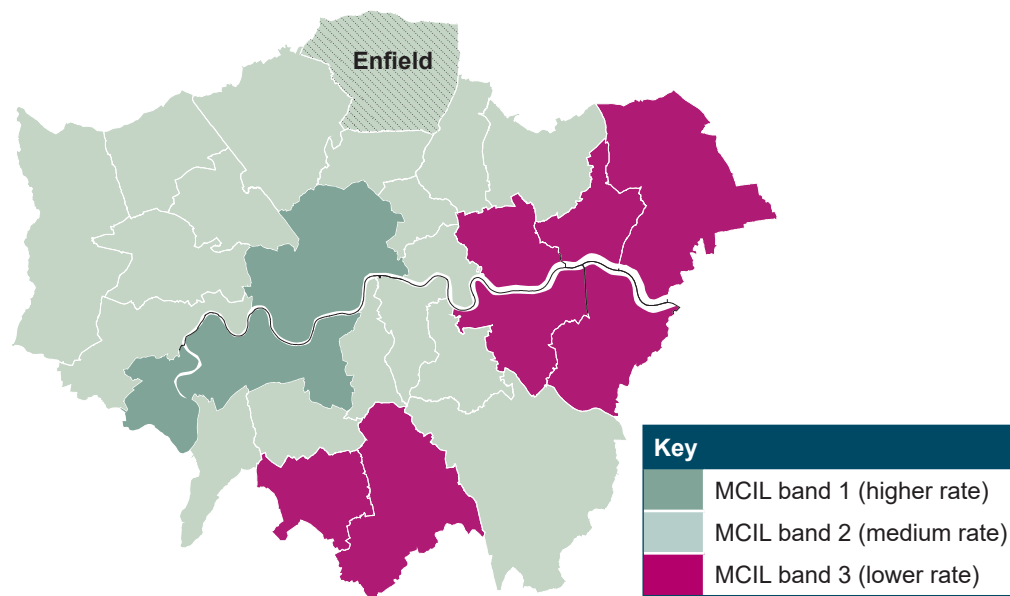 Enfield
Key
MCIL band 1 (higher rate)
MCIL band 2 (medium rate)
MCIL band 3 (lower rate)